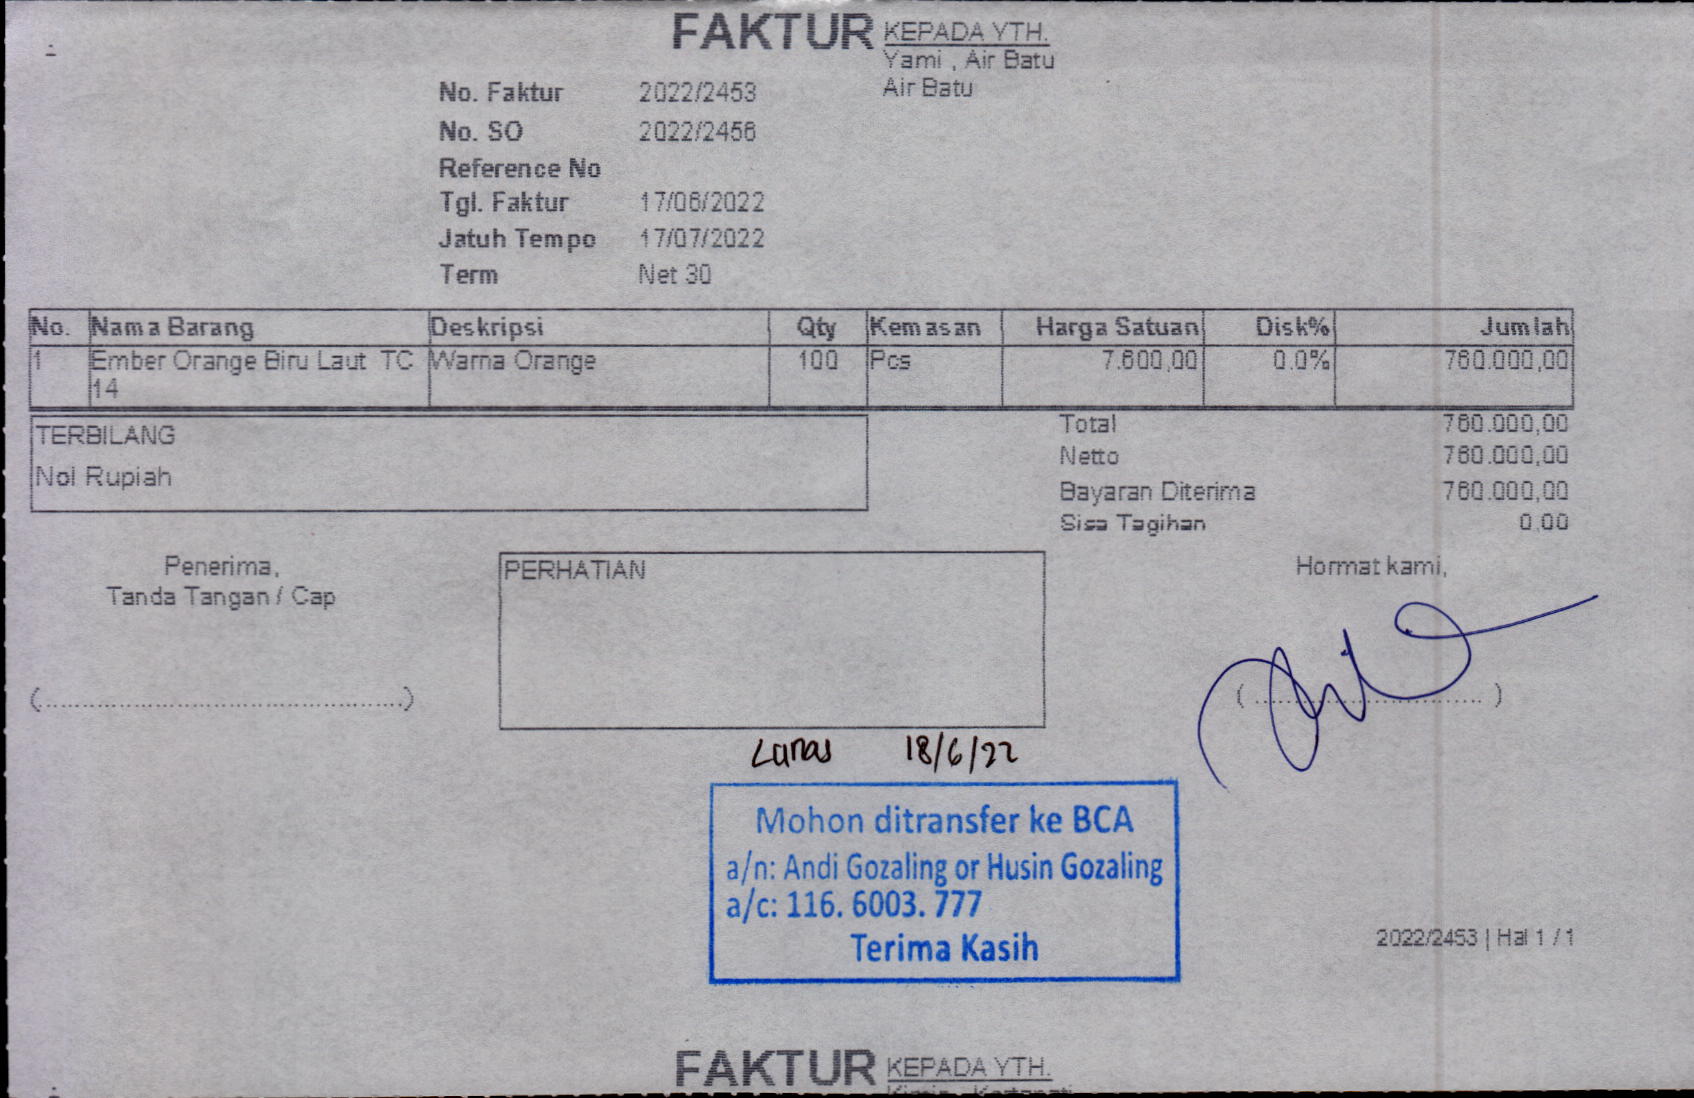 FAKTUR KEPADA YTH.
Yami , Air Batu
Air Batu
No. Faktur 2022/2453
No. SO 2022/2456
Reference No
Tgl. Faktur 17/06/2022
Jatuh Tempo 17/07/2022
Term Net 30
No. Nama Barang Deskripsi Qty Kemasan Harga Satuan Disk% Jumlah
1 Ember Orange Biru Laut TC Warna Orange 100 Pcs 7.600,00 0.0% 760.000,00
14
TERBILANG
Nol Rupiah
Total 760.000,00
Netto 760.000,00
Bayaran Diterima 760.000,00
Sisa Tagihan 0.00
Penerima,
Tanda Tangan / Cap
PERHATIAN
Hormat kami,
Lunas 18/6/22
Mohon ditransfer ke BCA
a/n: Andi Gozaling or Husin Gozaling
a/c: 116. 6003. 777
Terima Kasih
2022/2453 | Hal 1 / 1
FAKTUR KEPADA YTH.